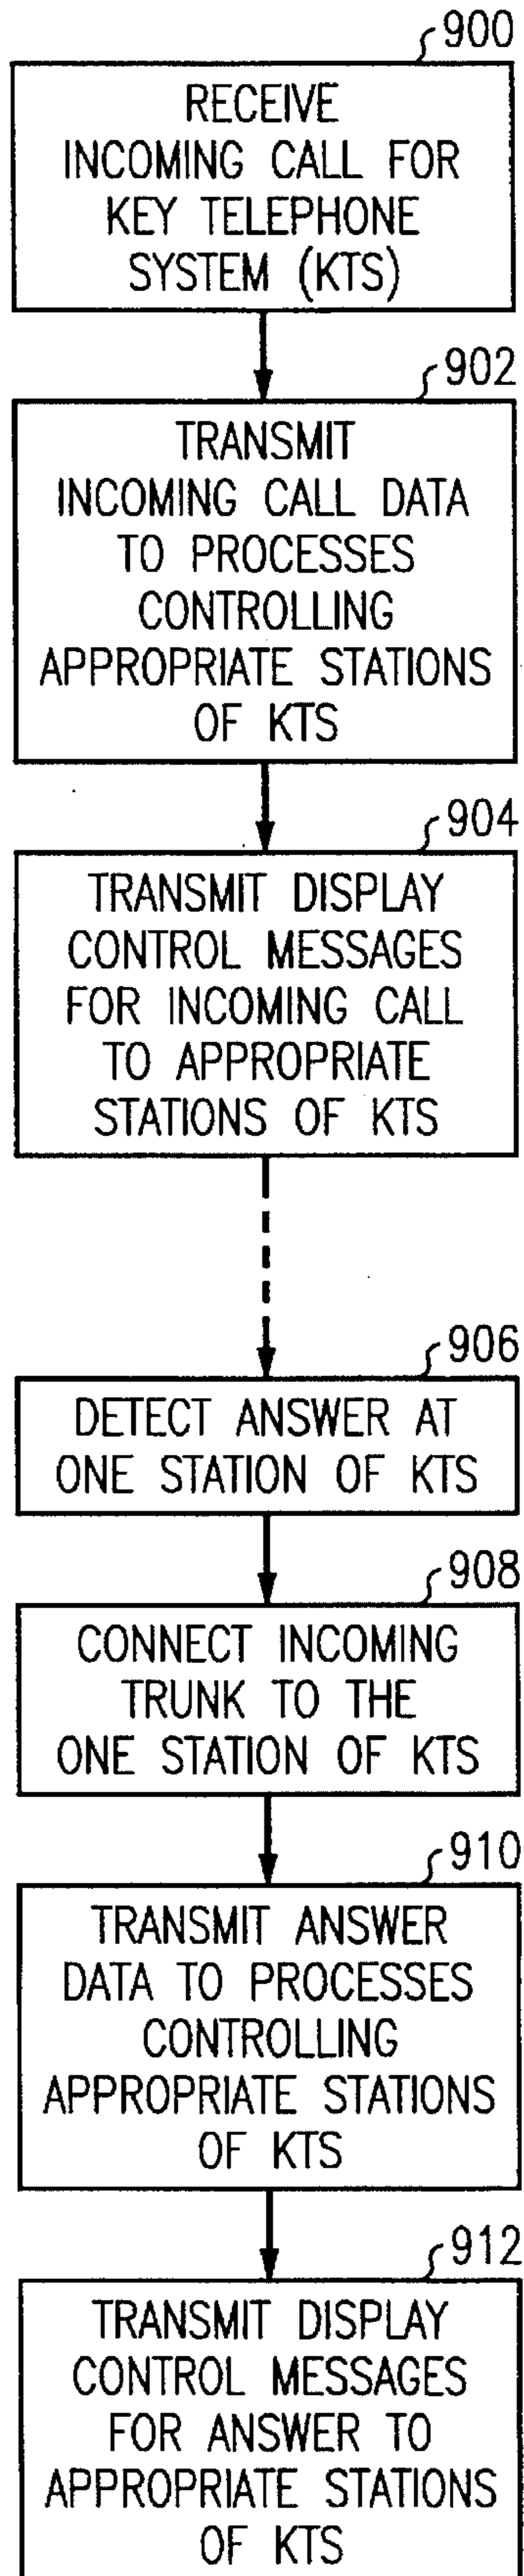 900
RECEIVE
INCOMING CALL FOR
KEY TELEPHONE
SYSTEM (KTS)
902
TRANSMIT
INCOMING CALL DATA
TO PROCESSES
CONTROLLING
APPROPRIATE STATIONS
OF KTS
904
TRANSMIT DISPLAY
CONTROL MESSAGES
FOR INCOMING CALL
TO APPROPRIATE
STATIONS OF KTS
906
DETECT ANSWER AT
ONE STATION OF KTS
908
CONNECT INCOMING
TRUNK TO THE
ONE STATION OF KTS
910
TRANSMIT ANSWER
DATA TO PROCESSES
CONTROLLING
APPROPRIATE STATIONS
OF KTS
912
TRANSMIT DISPLAY
CONTROL MESSAGES
FOR ANSWER TO
APPROPRIATE STATIONS
OF KTS